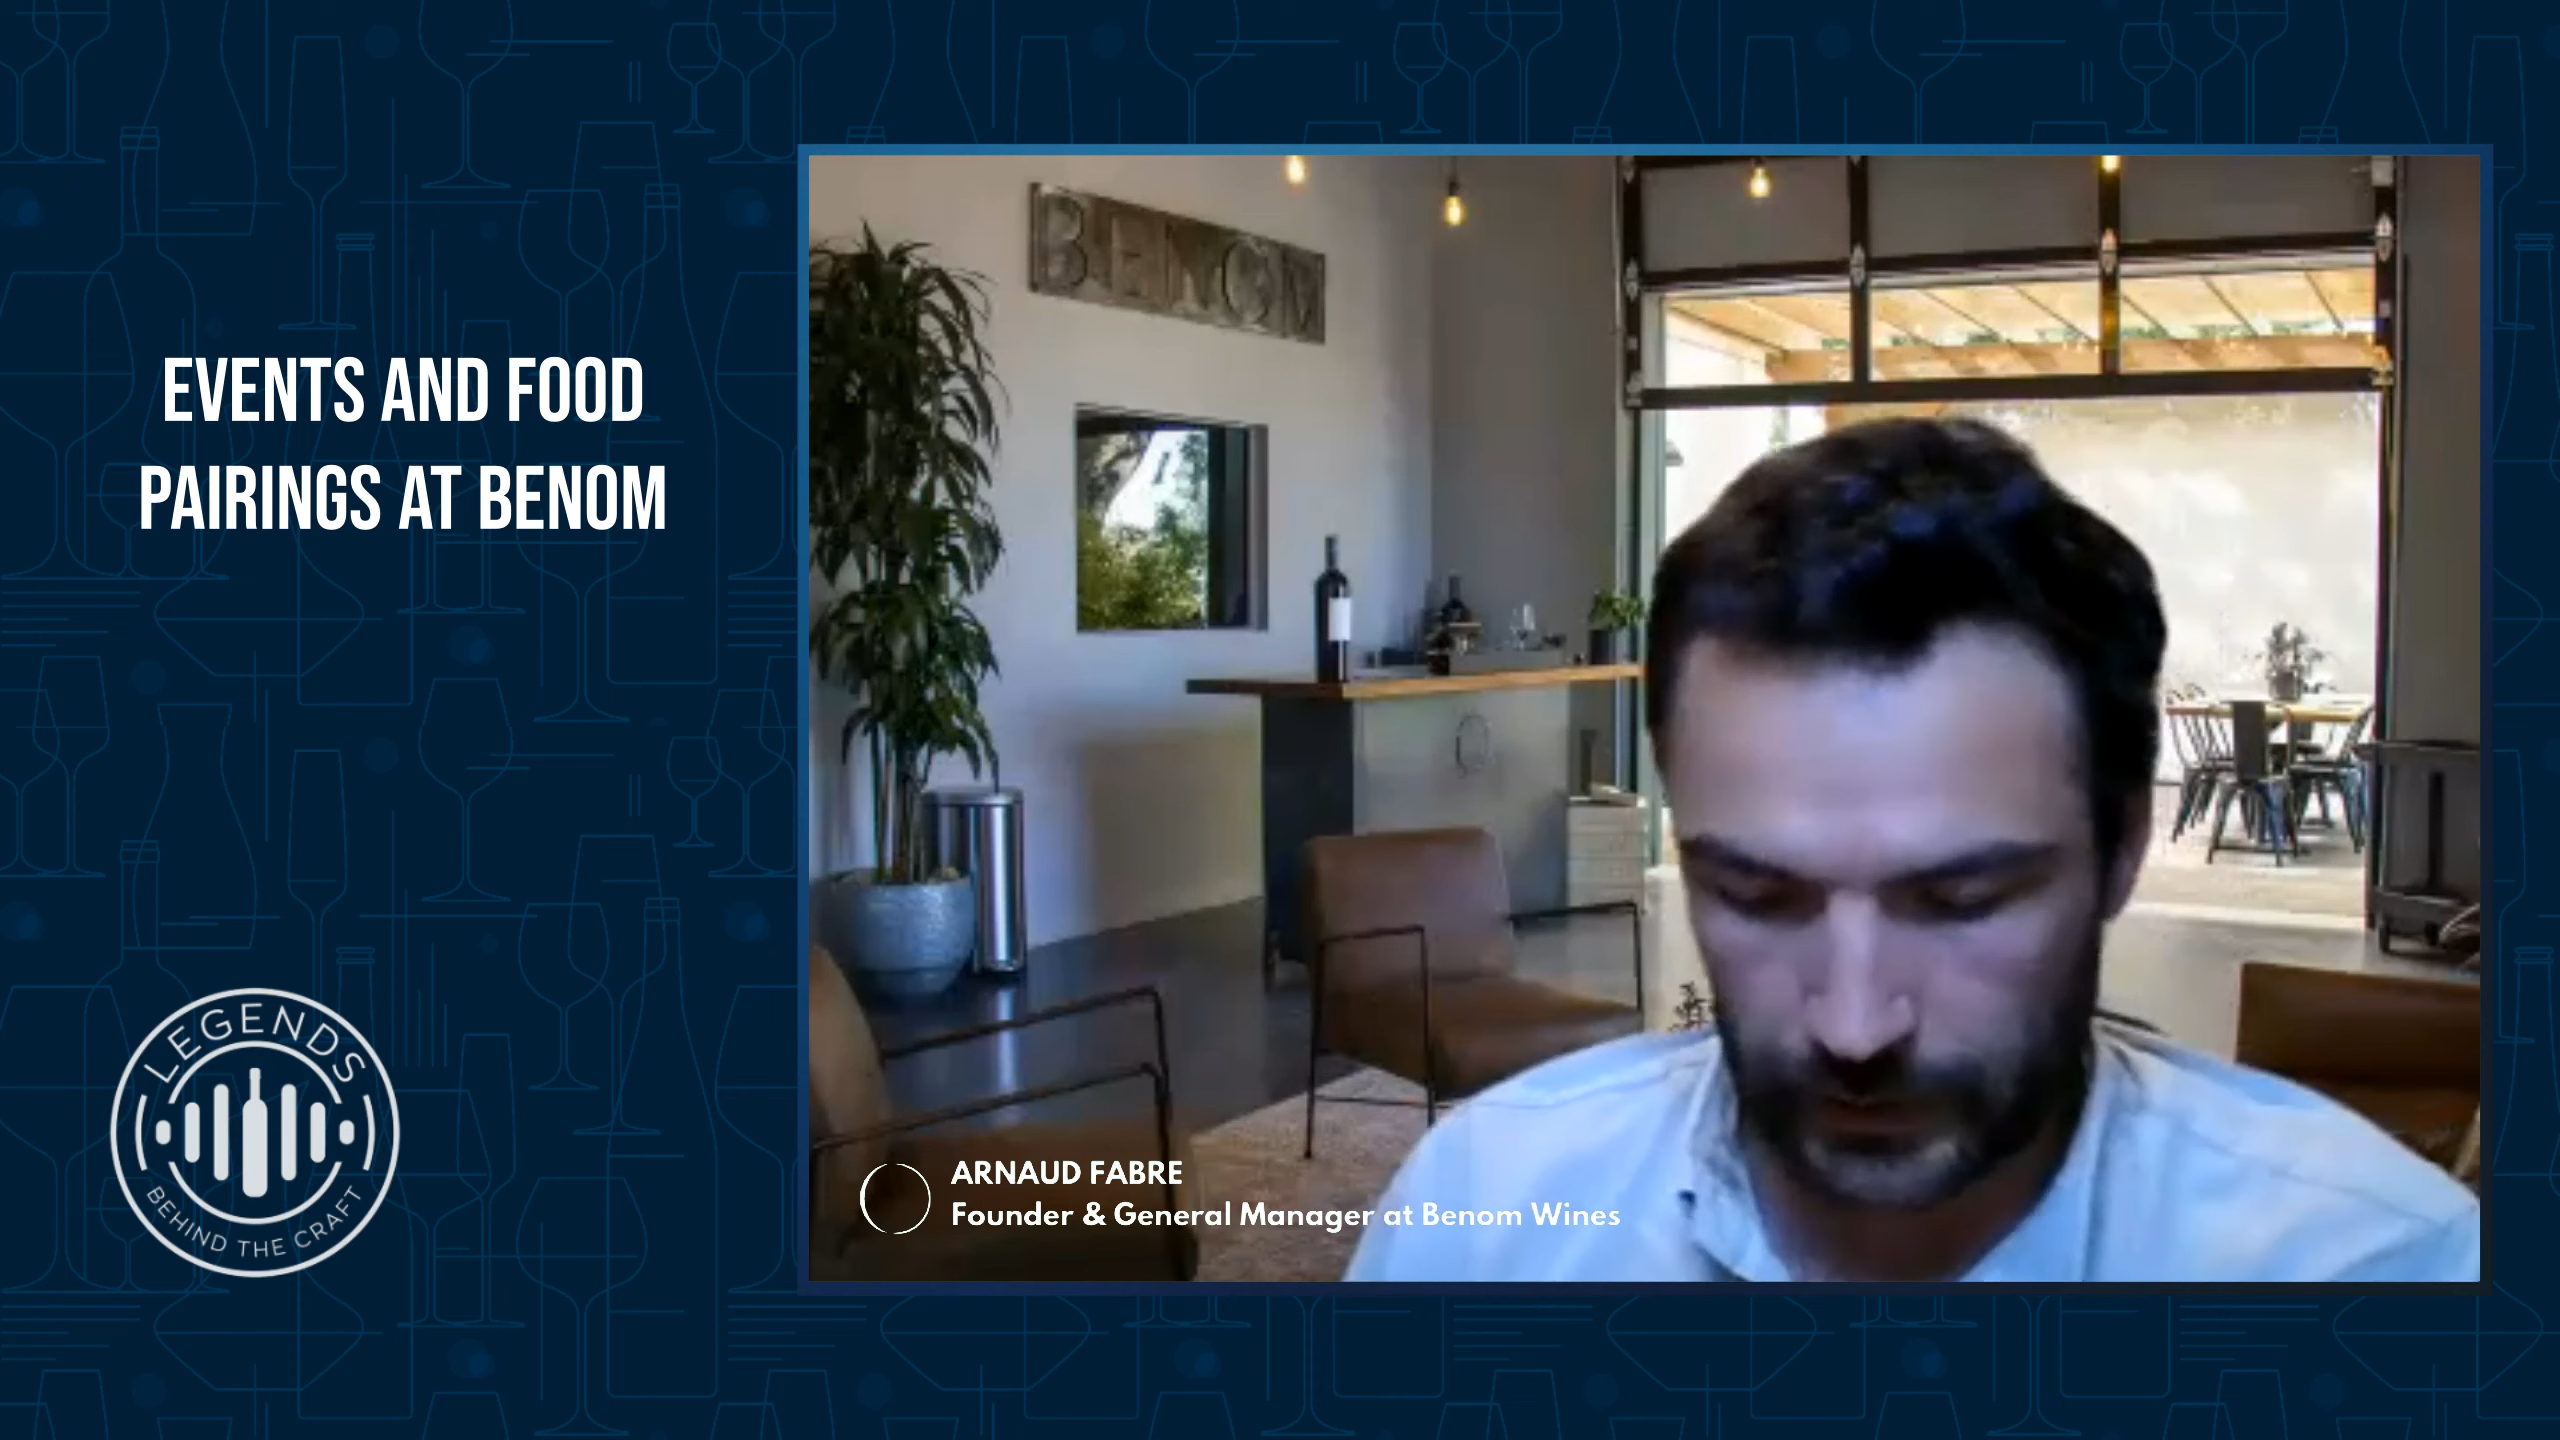 EVENTS AND FOOD
PAIRINGS AT BENOM
LEGENDS
BEHIND THE CRAFT
BENOM
ARNAUD FABRE
Founder & General Manager at Benom Wines